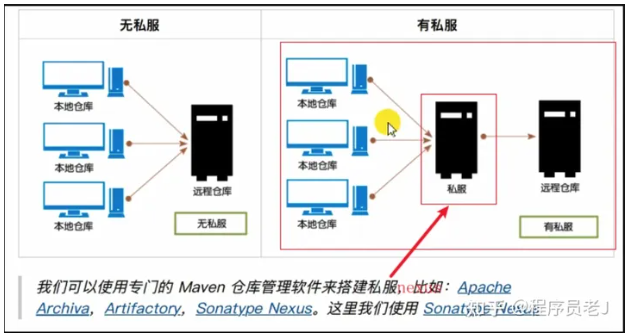 无私服
有私服
本地仓库
本地仓库
本地仓库
远程仓库
无私服
本地仓库
本地仓库
本地仓库
私服
远程仓库
有私服
我们可以使用专门的 Maven 仓库管理软件来搭建私服,nexus 比如：Apache
Archiva，Artifactory，Sonatype Nexus。这里我们使用 Sonatype Nexus
知乎 @程序员老J